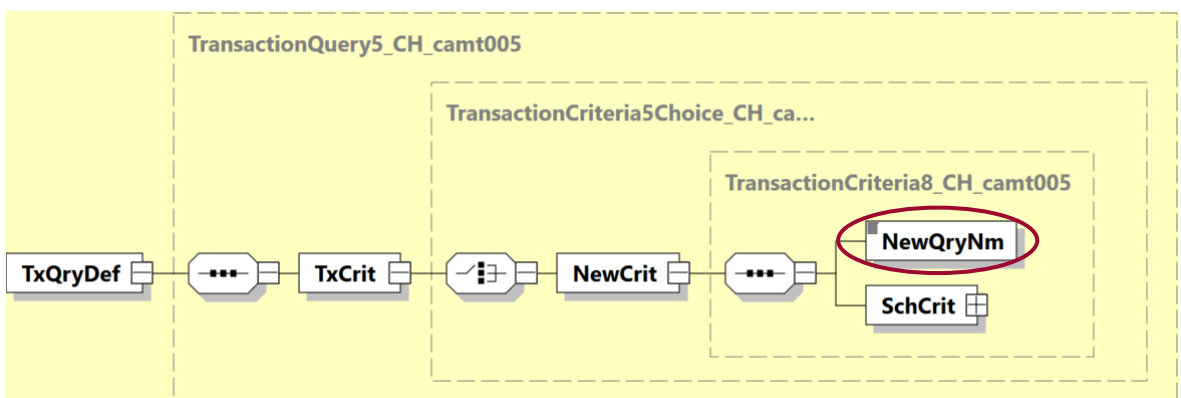 TransactionQuery5_CH_camt005
TransactionCriteria5Choice_CH_ca...
TransactionCriteria8_CH_camt005
NewQryNm
TxQryDef
TxCrit
NewCrit
SchCrit